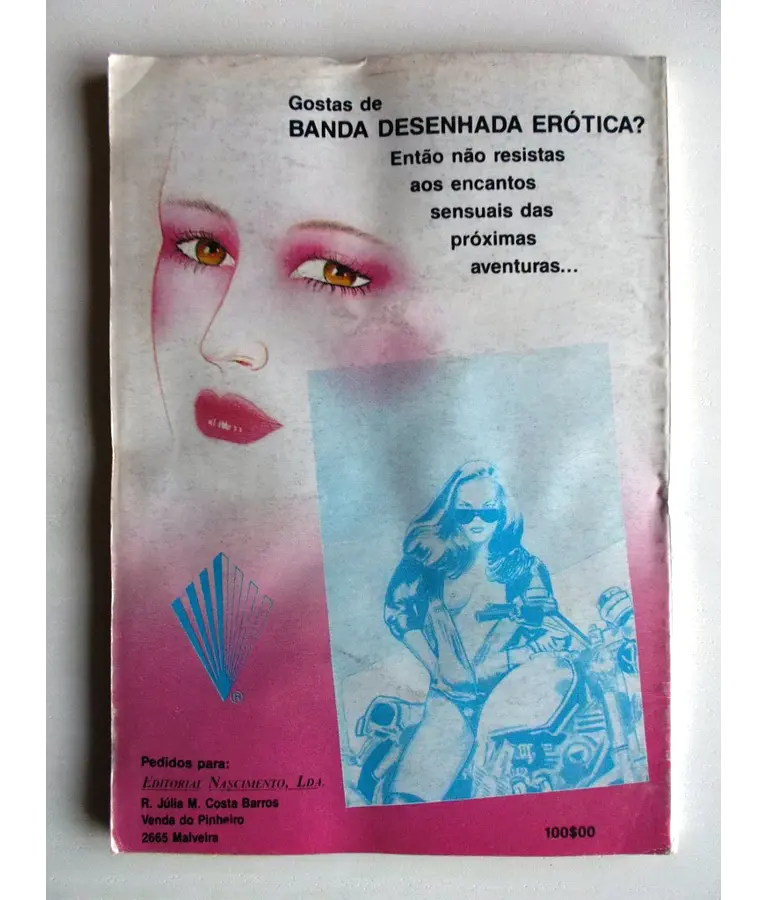 Gostas de
BANDA DESENHADA ERÓTICA?
Então não resistas
aos encantos
sensuais das
próximas
aventuras...
®
Pedidos para:
EDITORIAL NASCIMENTO, LDA.
R. Júlia M. Costa Barros
Venda do Pinheiro
2665 Malveira
100$00